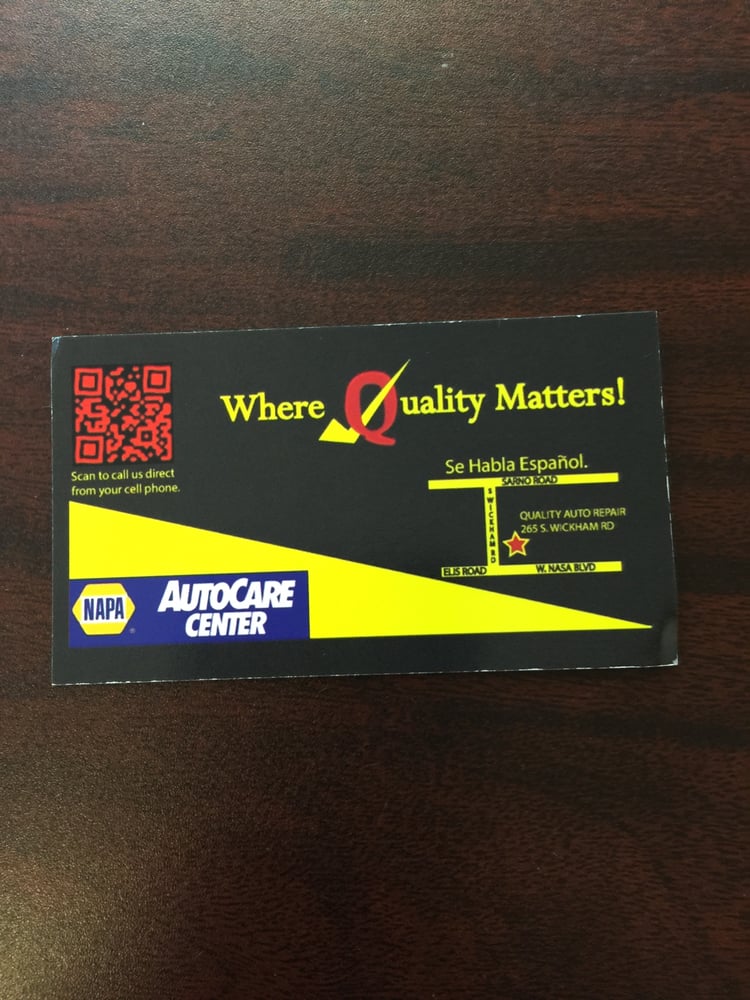 Where Quality Matters!
Scan to call us direct
from your cell phone.
Se Habla Español.
SARNO ROAD
S WICKHAM RD
QUALITY AUTO REPAIR
265 S. WICKHAM RD
ELIS ROAD
W. NASA BLVD
NAPA
AUTOCARE
CENTER